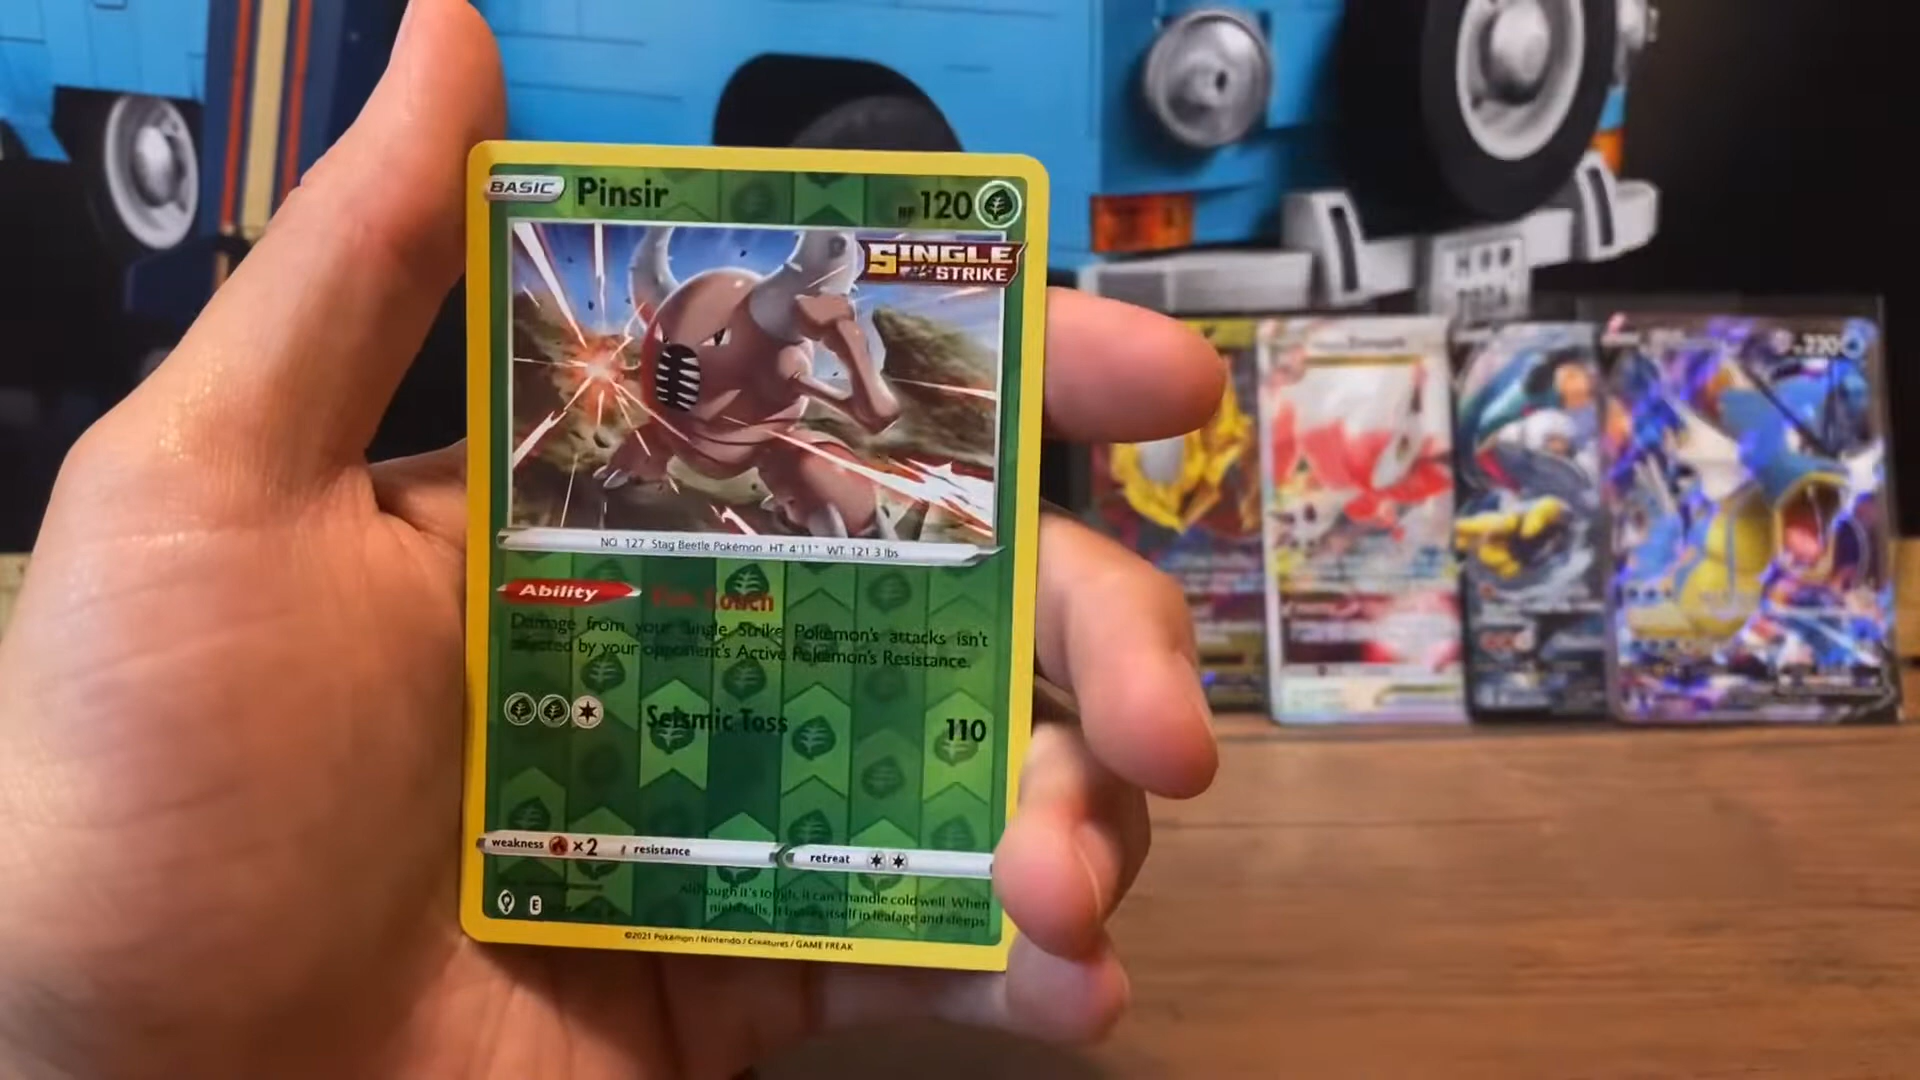 BASIC Pinsir HP 120
SINGLE
STRIKE
NO. 127 Stag Beetle Pokémon HT 4'11" WT 121.3 lbs
Ability
Damage from your Single Strike Pokémon's attacks isn't
affected by your opponent's Active Pokémon's Resistance.
Seismic Toss 110
weakness ×2 resistance retreat
Although it's tough, it can't handle cold well. When
night falls, it buries itself in leafage and sleeps.
E
©2021 Pokémon / Nintendo / Creatures / GAME FREAK
220